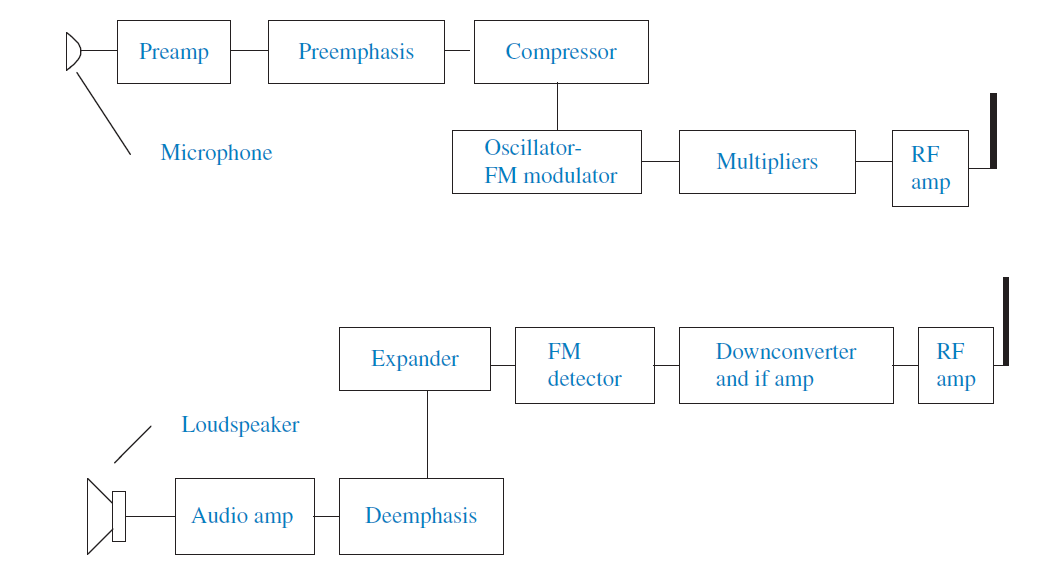 Preamp
Preemphasis
Compressor
Microphone
Oscillator-
FM modulator
Multipliers
RF
amp
Expander
FM
detector
Downconverter
and if amp
RF
amp
Loudspeaker
Audio amp
Deemphasis